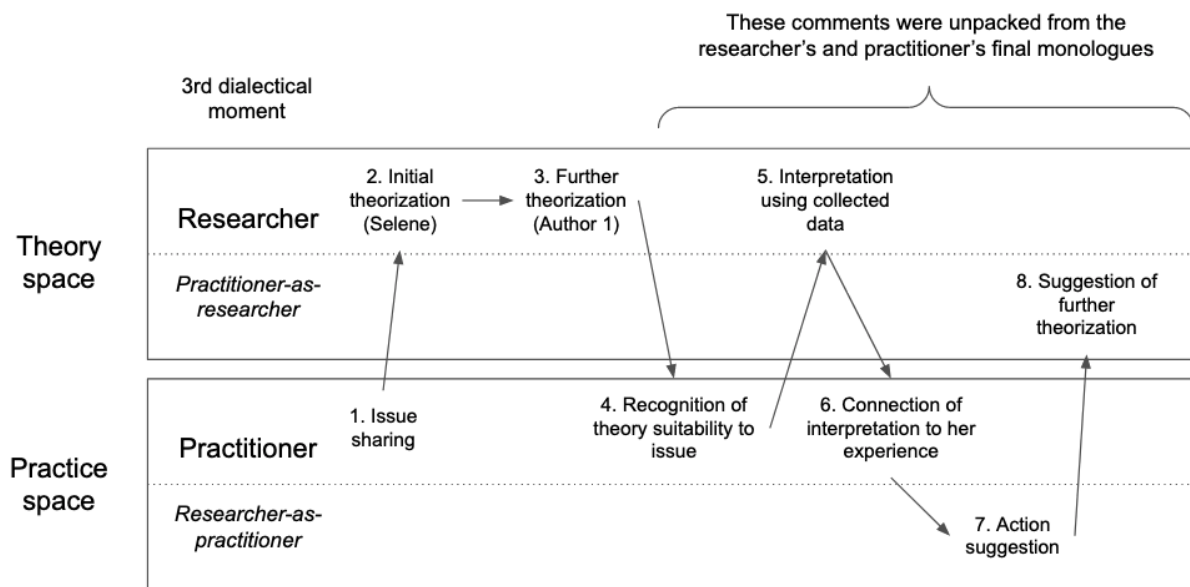 These comments were unpacked from the
researcher's and practitioner's final monologues
3rd dialectical
moment
Theory
space
Researcher
2. Initial
theorization
(Selene)
3. Further
theorization
(Author 1)
5. Interpretation
using collected
data
Practitioner-as-
researcher
8. Suggestion of
further
theorization
Practice
space
Practitioner
1. Issue
sharing
4. Recognition of
theory suitability to
issue
6. Connection of
interpretation to her
experience
Researcher-as-
practitioner
7. Action
suggestion